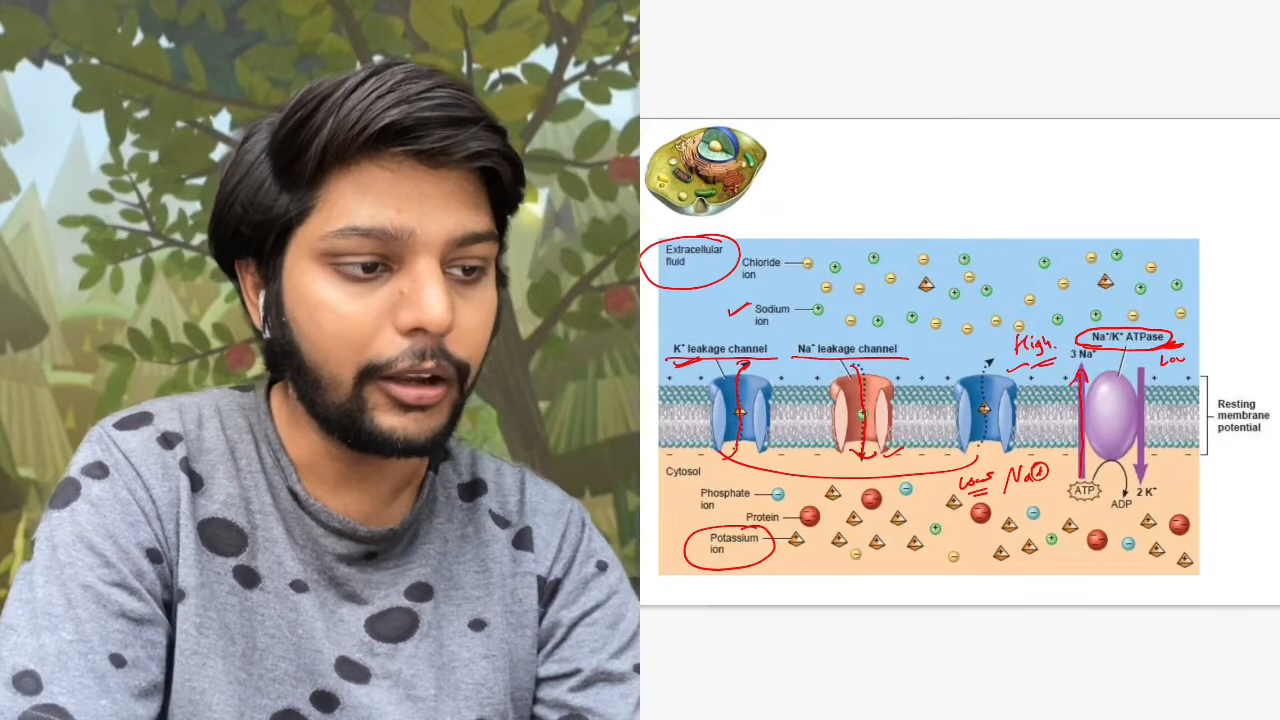 Extracellular
fluid
Chloride
ion
Sodium
ion
K⁺ leakage channel
Na⁺ leakage channel
High.
Na⁺/K⁺ ATPase
3 Na⁺
Low
Resting
membrane
potential
Cytosol
Na⁺
ATP
2 K⁺
ADP
Phosphate
ion
Protein
Potassium
ion